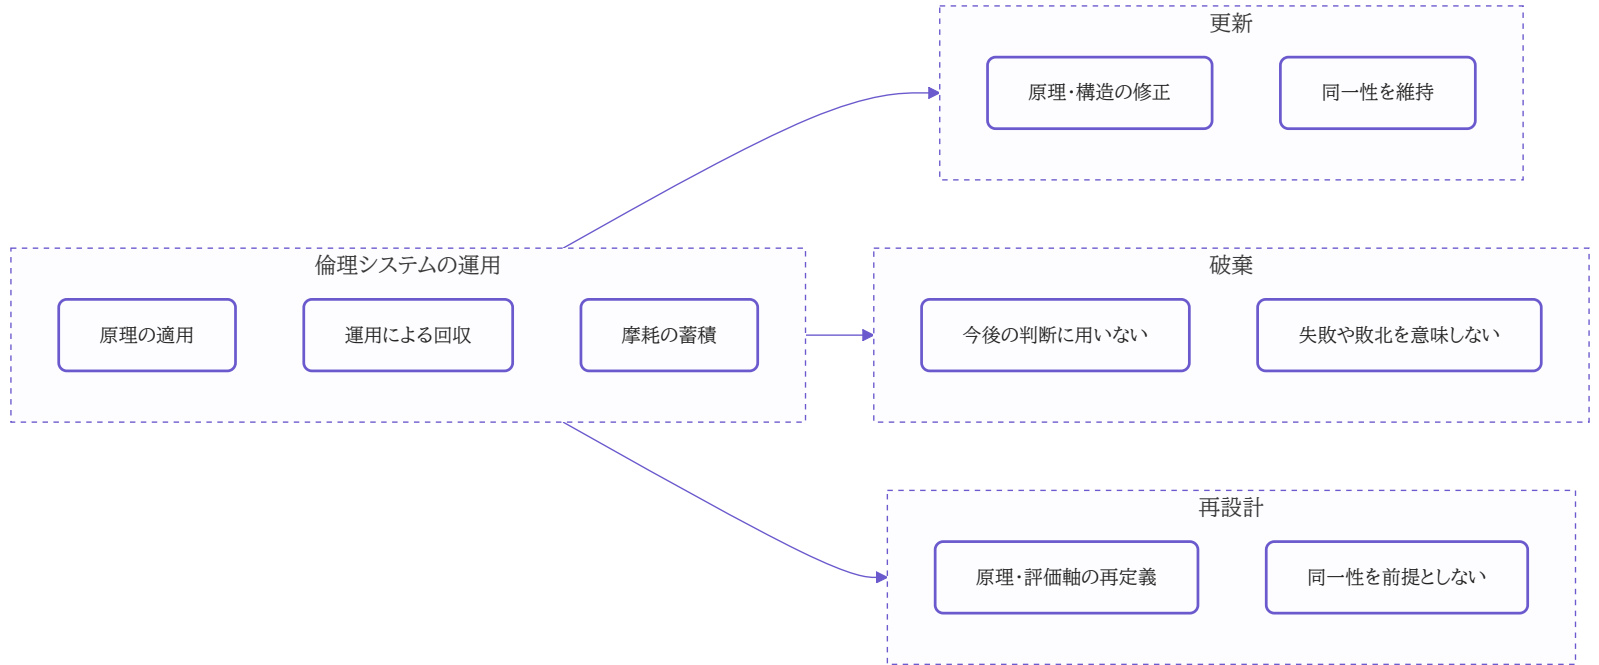 更新
原理・構造の修正
同一性を維持
倫理システムの運用
原理の適用
運用による回収
摩耗の蓄積
破棄
今後の判断に用いない
失敗や敗北を意味しない
再設計
原理・評価軸の再定義
同一性を前提としない